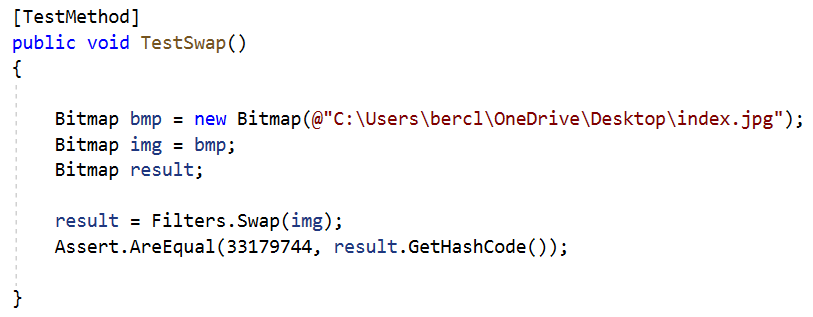 [TestMethod]
public void TestSwap()
{
Bitmap bmp = new Bitmap(@"C:\Users\bercl\OneDrive\Desktop\index.jpg");
Bitmap img = bmp;
Bitmap result;
result = Filters.Swap(img);
Assert.AreEqual(33179744, result.GetHashCode());
}